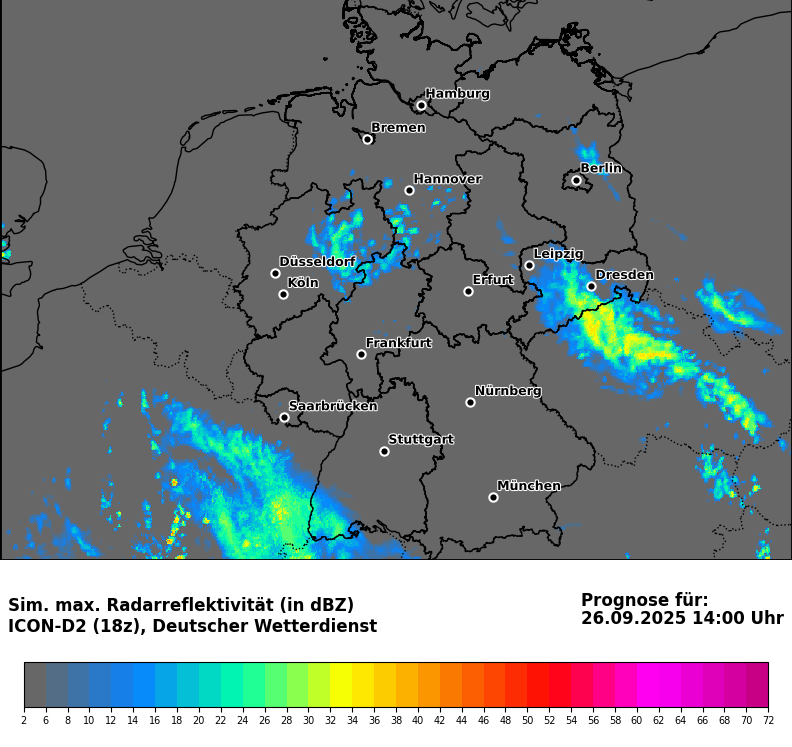 Hamburg
Bremen
Berlin
Hannover
Leipzig
Düsseldorf
Dresden
Köln
Erfurt
Frankfurt
Nürnberg
Saarbrücken
Stuttgart
München
Sim. max. Radarreflektivität (in dBZ)
ICON-D2 (18z), Deutscher Wetterdienst
Prognose für:
26.09.2025 14:00 Uhr
2 6 8 10 12 14 16 18 20 22 24 26 28 30 32 34 36 38 40 42 44 46 48 50 52 54 56 58 60 62 64 66 68 70 72